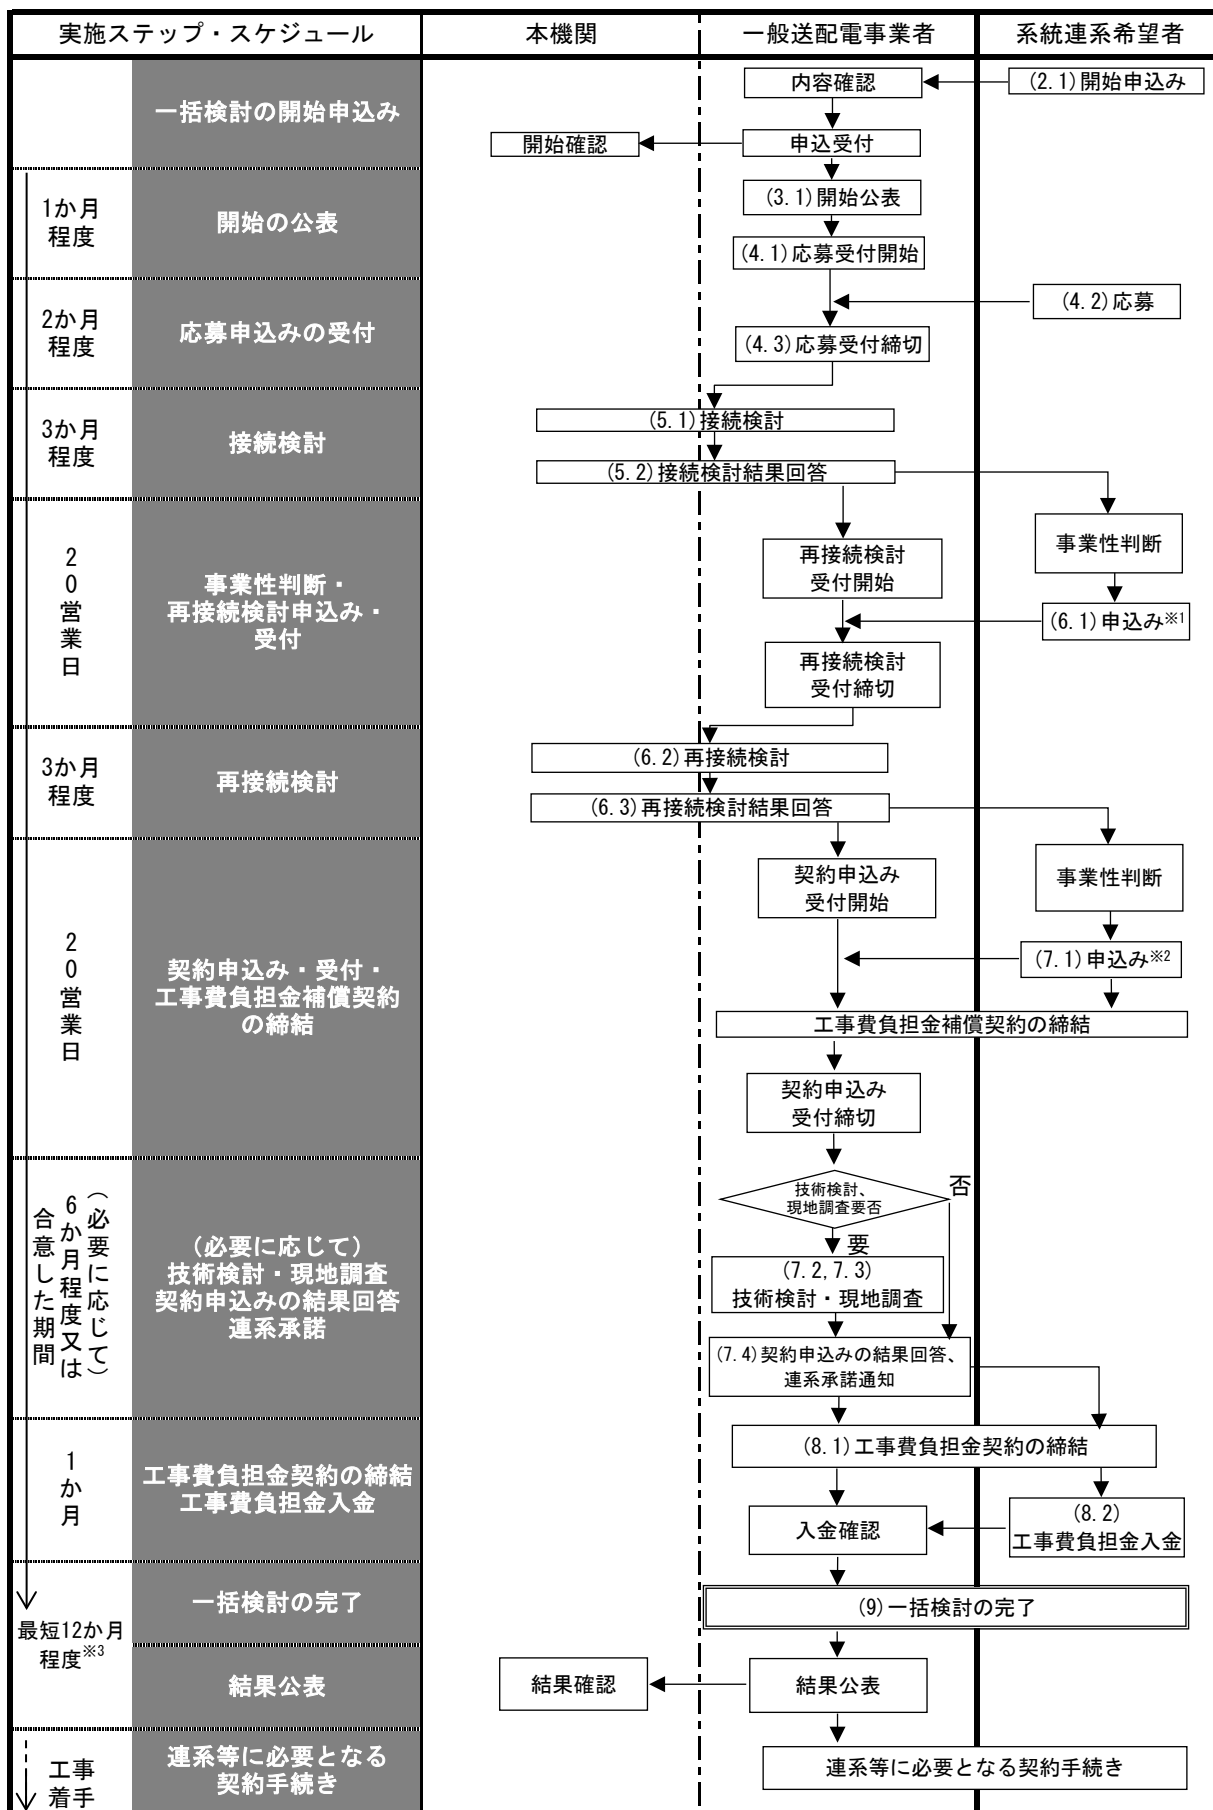 実施ステップ・スケジュール
本機関
一般送配電事業者
系統連系希望者
一括検討の開始申込み
内容確認
(2.1)開始申込み
開始確認
申込受付
1か月
程度
開始の公表
(3.1)開始公表
(4.1)応募受付開始
2か月
程度
応募申込みの受付
(4.2)応募
(4.3)応募受付締切
3か月
程度
接続検討
(5.1)接続検討
(5.2)接続検討結果回答
20営業日
事業性判断・
再接続検討申込み・
受付
再接続検討
受付開始
事業性判断
(6.1)申込み※1
再接続検討
受付締切
3か月
程度
再接続検討
(6.2)再接続検討
(6.3)再接続検討結果回答
20営業日
契約申込み・受付・
工事費負担金補償契約
の締結
契約申込み
受付開始
事業性判断
(7.1)申込み※2
工事費負担金補償契約の締結
契約申込み
受付締切
(必要に応じて)
6か月程度又は
合意した期間
(必要に応じて)
技術検討・現地調査
契約申込みの結果回答
連系承諾
技術検討、
現地調査要否
否
要
(7.2,7.3)
技術検討・現地調査
(7.4)契約申込みの結果回答、
連系承諾通知
1か月
工事費負担金契約の締結
工事費負担金入金
(8.1)工事費負担金契約の締結
入金確認
(8.2)
工事費負担金入金
最短12か月
程度※3
一括検討の完了
(9)一括検討の完了
結果公表
結果確認
結果公表
工事
着手
連系等に必要となる
契約手続き
連系等に必要となる契約手続き